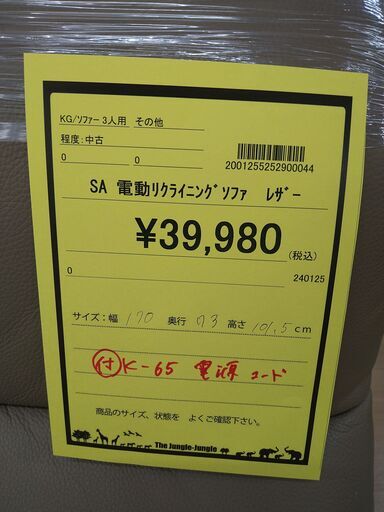 KG/ソファー 3人用 その他
程度:中古
0 0
2001255252900044
SA 電動リクライニングソファ レザー
¥39,980 (税込)
0 240125
サイズ:幅 170 奥行 93 高さ 101.5 cm
付 K-65 電源コード
商品のサイズ、状態を よくご確認下さい。
The Jungle-Jungle